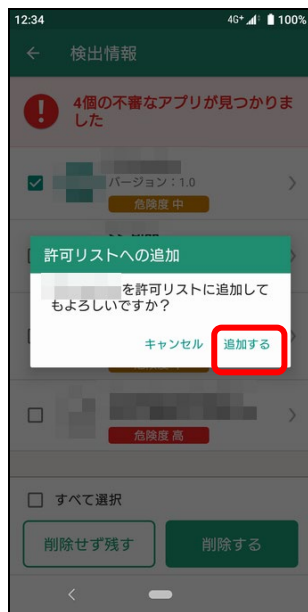 12:34
4G+
100%
検出情報
4個の不審なアプリが見つかりま
した
バージョン：1.0
危険度 中
許可リストへの追加
を許可リストに追加して
もよろしいですか？
キャンセル
追加する
危険度 高
すべて選択
削除せず残す
削除する